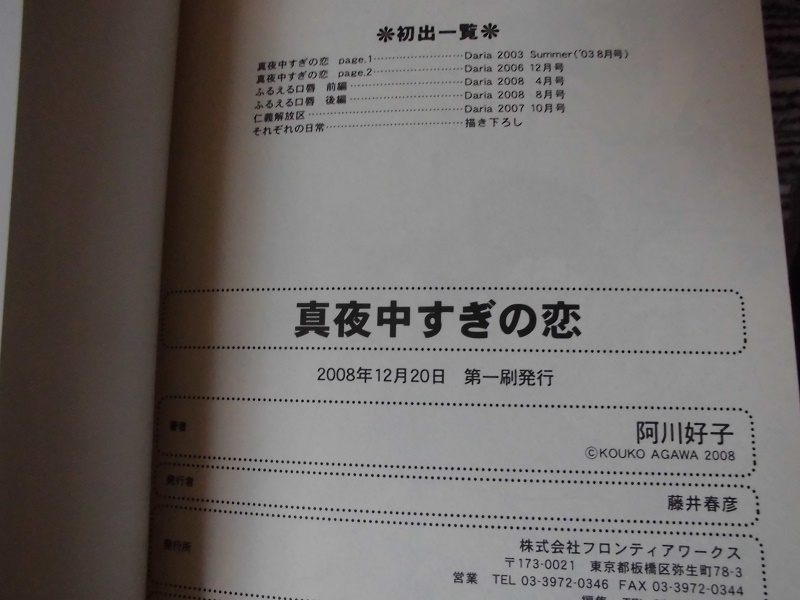 ＊初出一覧＊
真夜中すぎの恋 page.1……………………Daria 2003 Summer('03 8月号)
真夜中すぎの恋 page.2……………………Daria 2006 12月号
ふるえる口唇 前編……………………Daria 2008 4月号
ふるえる口唇 後編……………………Daria 2008 8月号
仁義解放区……………………………Daria 2007 10月号
それぞれの日常………………………描き下ろし
真夜中すぎの恋
2008年12月20日 第一刷発行
著者
阿川好子
©KOUKO AGAWA 2008
発行者
藤井春彦
発行所
株式会社フロンティアワークス
〒173-0021 東京都板橋区弥生町78-3
営業 TEL 03-3972-0346 FAX 03-3972-0344